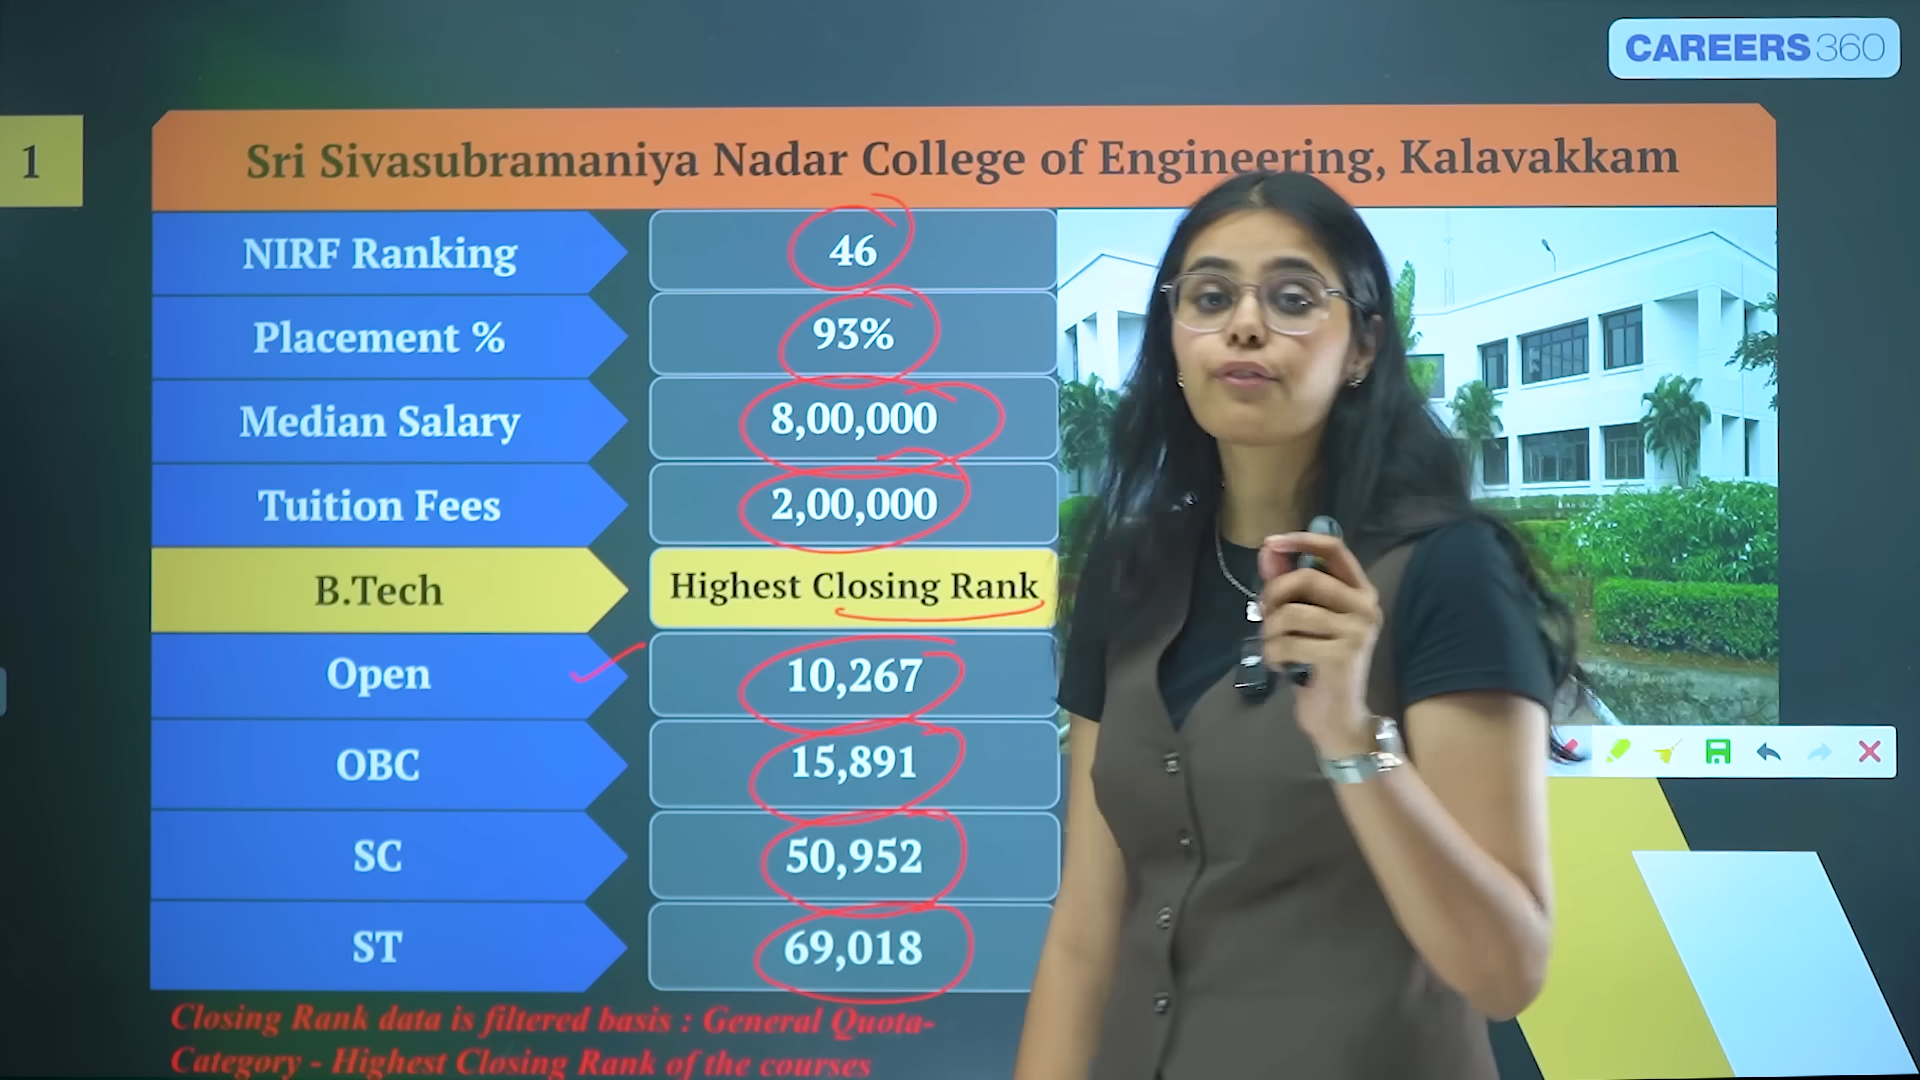 CAREERS360
1
Sri Sivasubramaniya Nadar College of Engineering, Kalavakkam
NIRF Ranking 46
Placement % 93%
Median Salary 8,00,000
Tuition Fees 2,00,000
B.Tech Highest Closing Rank
Open 10,267
OBC 15,891
SC 50,952
ST 69,018
Closing Rank data is filtered basis : General Quota-
Category - Highest Closing Rank of the courses